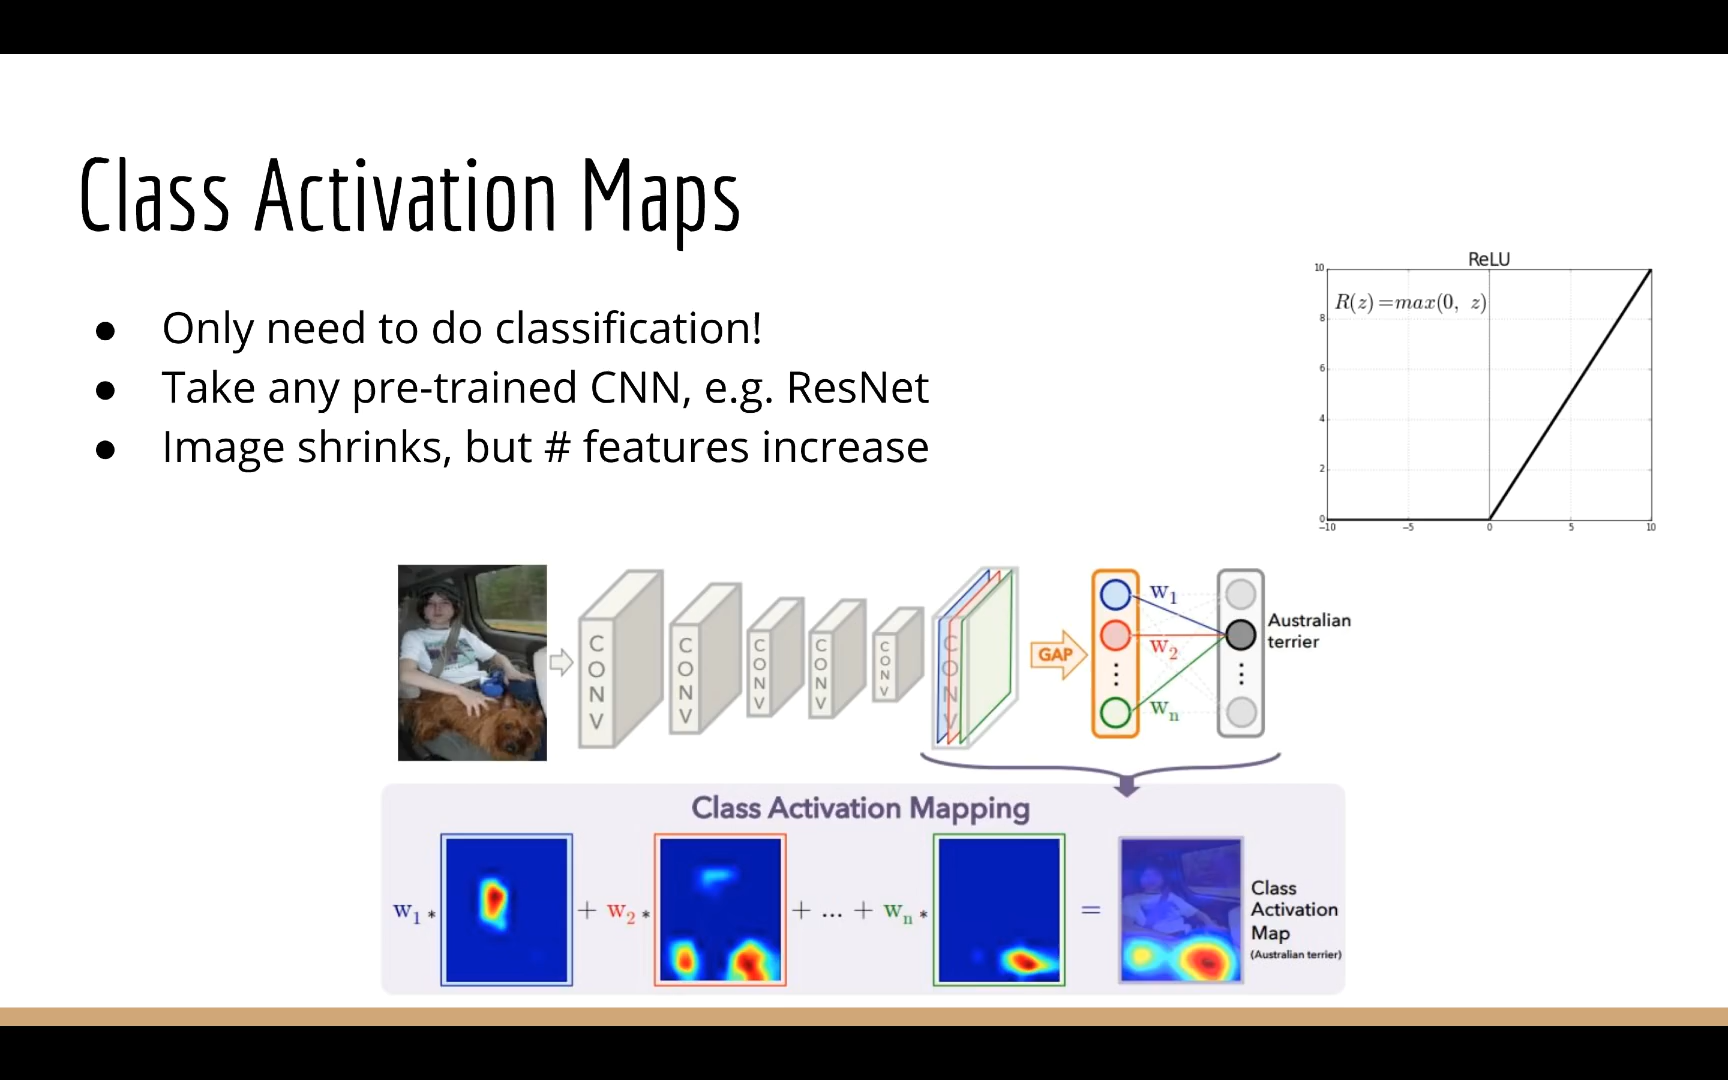 Class Activation Maps
● Only need to do classification!
● Take any pre-trained CNN, e.g. ResNet
● Image shrinks, but # features increase
ReLU
R(z)=max(0, z)
10
8
6
4
2
0
−10 −5 0 5 10
CONV
CONV
CONV
CONV
CONV
CONV
GAP
w1
w2
wn
Australian
terrier
Class Activation Mapping
w1 * + w2 * + ... + wn * =
Class
Activation
Map
(Australian terrier)